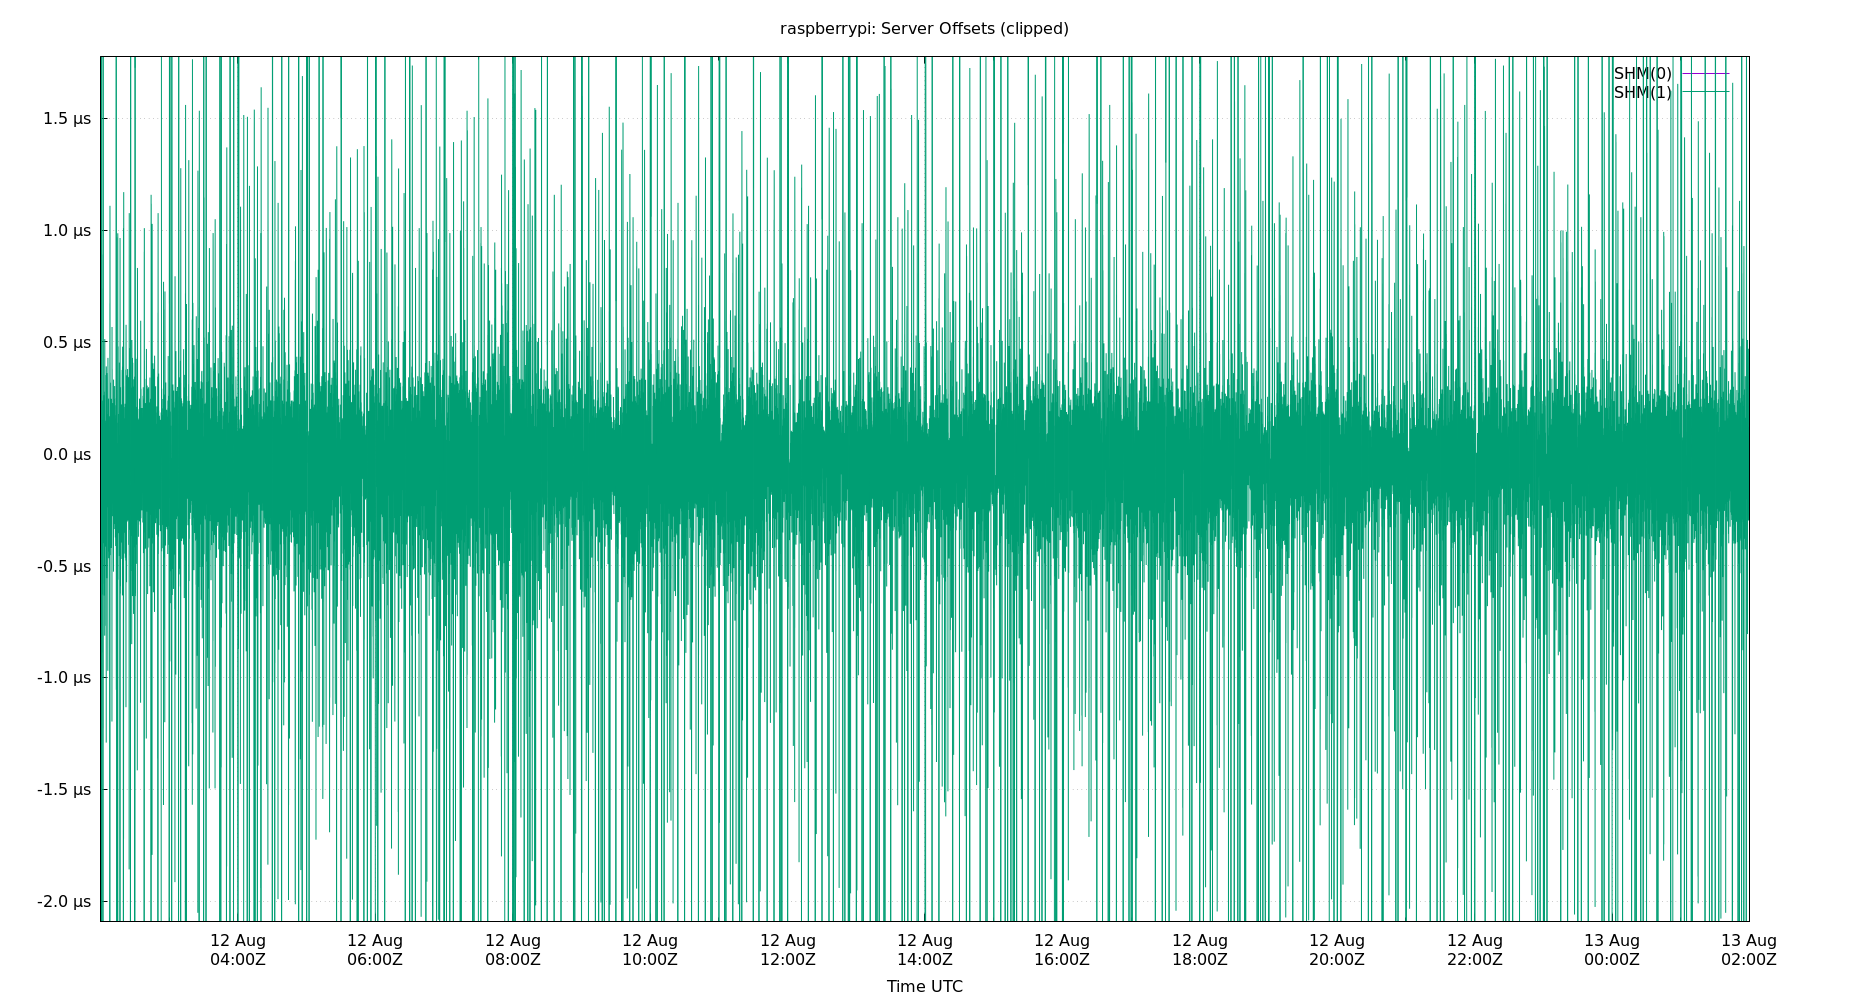 raspberrypi: Server Offsets (clipped)
SHM(0)
SHM(1)
1.5 µs
1.0 µs
0.5 µs
0.0 µs
-0.5 µs
-1.0 µs
-1.5 µs
-2.0 µs
12 Aug 12 Aug 12 Aug 12 Aug 12 Aug 12 Aug 12 Aug 12 Aug 12 Aug 12 Aug 13 Aug 13 Aug
04:00Z 06:00Z 08:00Z 10:00Z 12:00Z 14:00Z 16:00Z 18:00Z 20:00Z 22:00Z 00:00Z 02:00Z
Time UTC